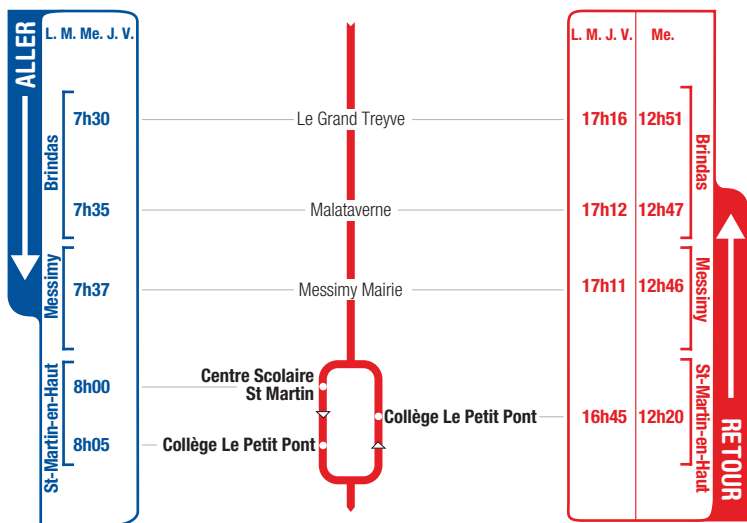 ALLER
L. M. Me. J. V.
L. M. J. V.
Me.
Brindas
7h30
Le Grand Treyve
17h16
12h51
Brindas
7h35
Malataverne
17h12
12h47
Messimy
7h37
Messimy Mairie
17h11
12h46
Messimy
St-Martin-en-Haut
8h00
Centre Scolaire
St Martin
Collège Le Petit Pont
16h45
12h20
St-Martin-en-Haut
8h05
Collège Le Petit Pont
RETOUR